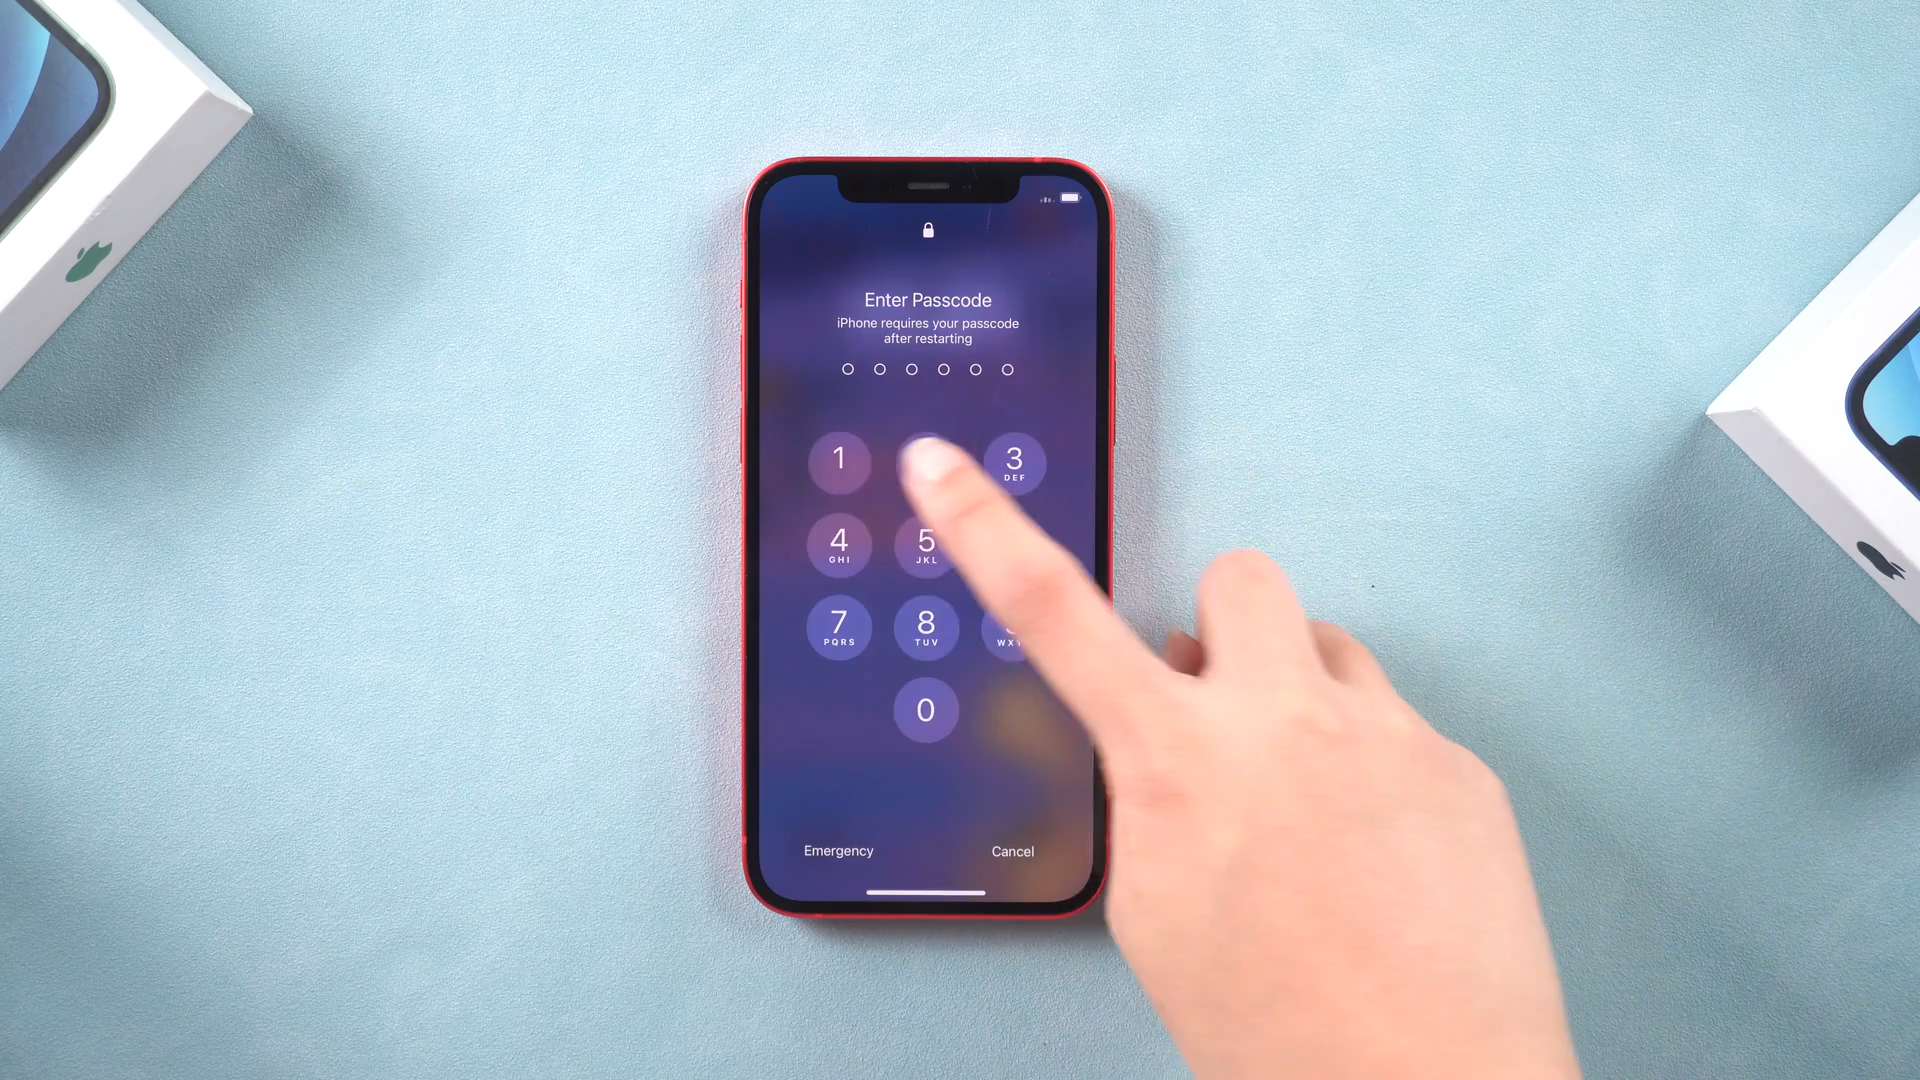 Enter Passcode
iPhone requires your passcode
after restarting
1
3
DEF
4
GHI
5
JKL
7
PQRS
8
TUV
0
Emergency
Cancel